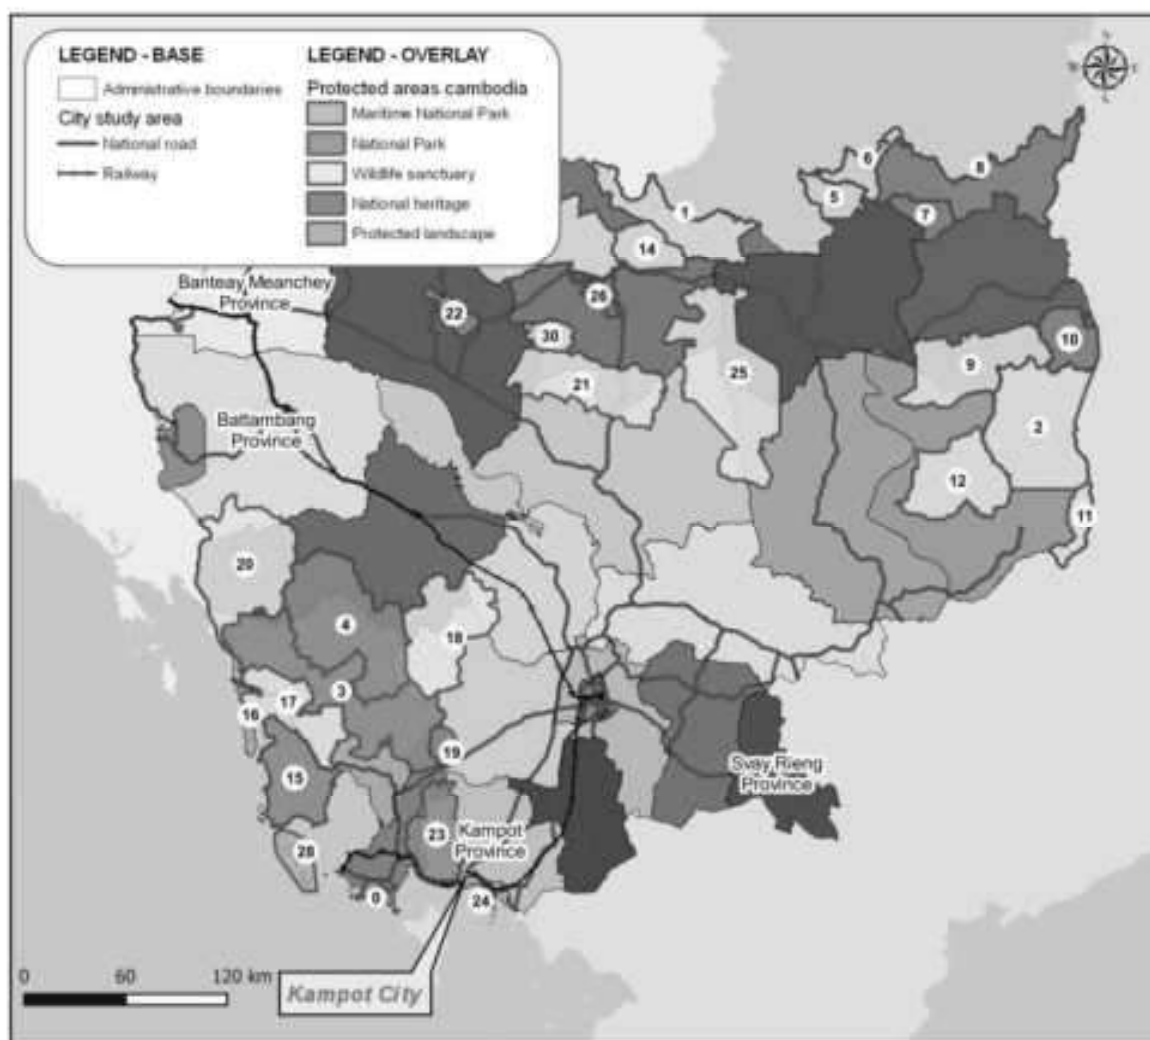 LEGEND - BASE
Administrative boundaries
City study area
National road
Railway
LEGEND - OVERLAY
Protected areas cambodia
Maritime National Park
National Park
Wildlife sanctuary
National heritage
Protected landscape
N
W
E
S
6
8
5
7
1
14
Banteay Meanchey
Province
22
26
30
10
9
21
25
2
Battambang
Province
12
11
20
4
18
3
17
16
19
Svay Rieng
Province
15
23
Kampot
Province
28
0
24
0
60
120 km
Kampot City